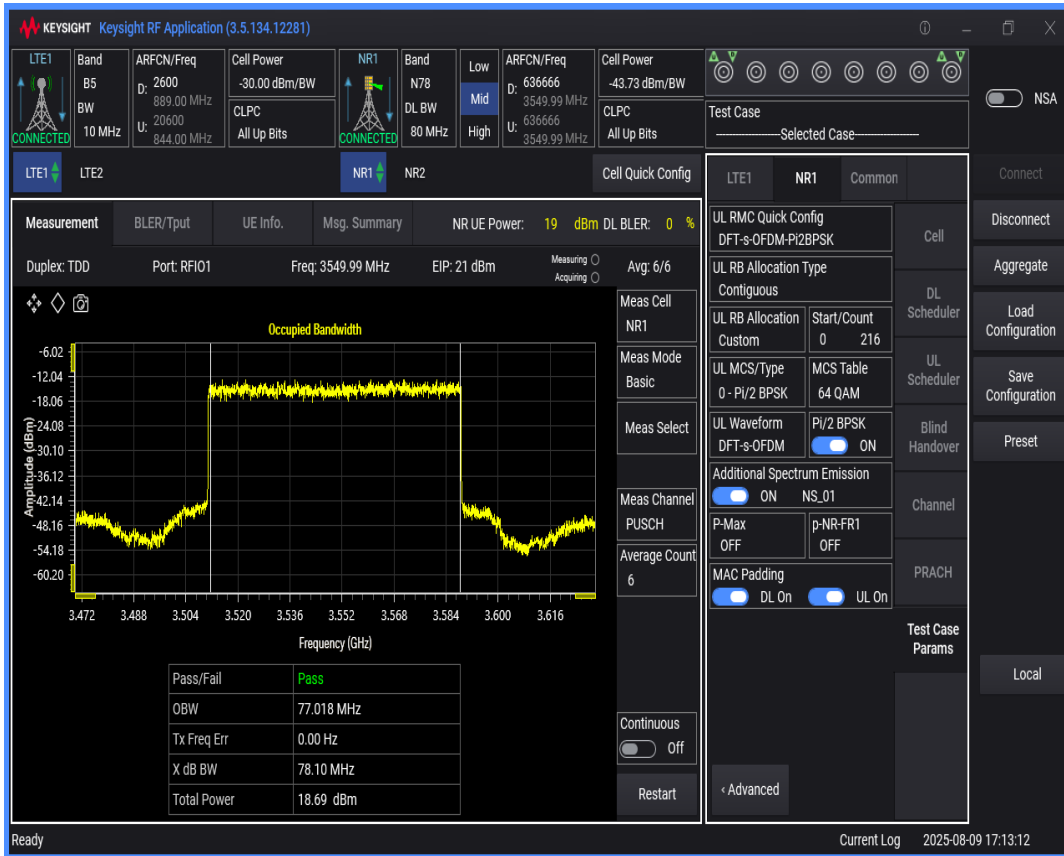 KEYSIGHT Keysight RF Application (3.5.134.12281)
LTE1 Band ARFCN/Freq Cell Power NR1 Band Low ARFCN/Freq Cell Power
B5 D: 2600 -30.00 dBm/BW N78 D: 636666 -43.73 dBm/BW
889.00 MHz 3549.99 MHz
BW CLPC DL BW Mid CLPC
CONNECTED 10 MHz U: 20600 All Up Bits CONNECTED 80 MHz High U: 636666 All Up Bits
844.00 MHz 3549.99 MHz
Test Case
---------------------Selected Case---------------------
NSA
LTE1 LTE2 NR1 NR2 Cell Quick Config
Measurement BLER/Tput UE Info. Msg. Summary NR UE Power: 19 dBm DL BLER: 0 %
Duplex: TDD Port: RFIO1 Freq: 3549.99 MHz EIP: 21 dBm Measuring Avg: 6/6
Acquiring
Occupied Bandwidth
Amplitude (dBm)
-6.02
-12.04
-18.06
-24.08
-30.10
-36.12
-42.14
-48.16
-54.18
-60.20
3.472 3.488 3.504 3.520 3.536 3.552 3.568 3.584 3.600 3.616
Frequency (GHz)
Pass/Fail Pass
OBW 77.018 MHz
Tx Freq Err 0.00 Hz
X dB BW 78.10 MHz
Total Power 18.69 dBm
Meas Cell
NR1
Meas Mode
Basic
Meas Select
Meas Channel
PUSCH
Average Count
6
Continuous
Off
Restart
LTE1 NR1 Common
UL RMC Quick Config
DFT-s-OFDM-Pi2BPSK
UL RB Allocation Type
Contiguous
UL RB Allocation Start/Count
Custom 0 216
UL MCS/Type MCS Table
0 - Pi/2 BPSK 64 QAM
UL Waveform Pi/2 BPSK
DFT-s-OFDM ON
Additional Spectrum Emission
ON NS_01
P-Max p-NR-FR1
OFF OFF
MAC Padding
DL On UL On
< Advanced
Cell
DL
Scheduler
UL
Scheduler
Blind
Handover
Channel
PRACH
Test Case
Params
Connect
Disconnect
Aggregate
Load
Configuration
Save
Configuration
Preset
Local
Ready Current Log 2025-08-09 17:13:12